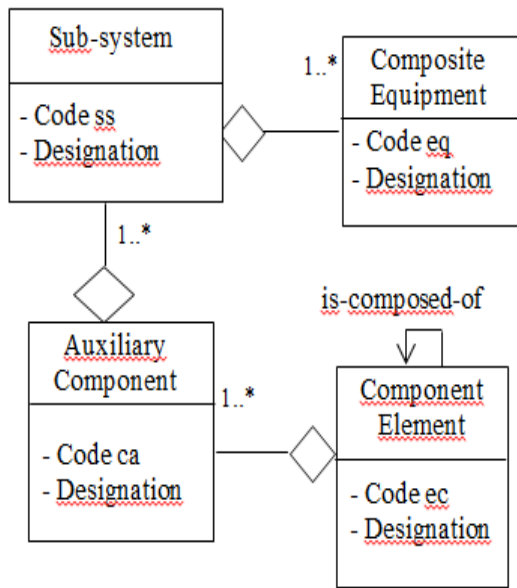 Sub-system
- Code ss
- Designation
1..*
Composite
Equipment
- Code eq
- Designation
1..*
Auxiliary
Component
- Code ca
- Designation
1..*
is-composed-of
Component
Element
- Code ec
- Designation